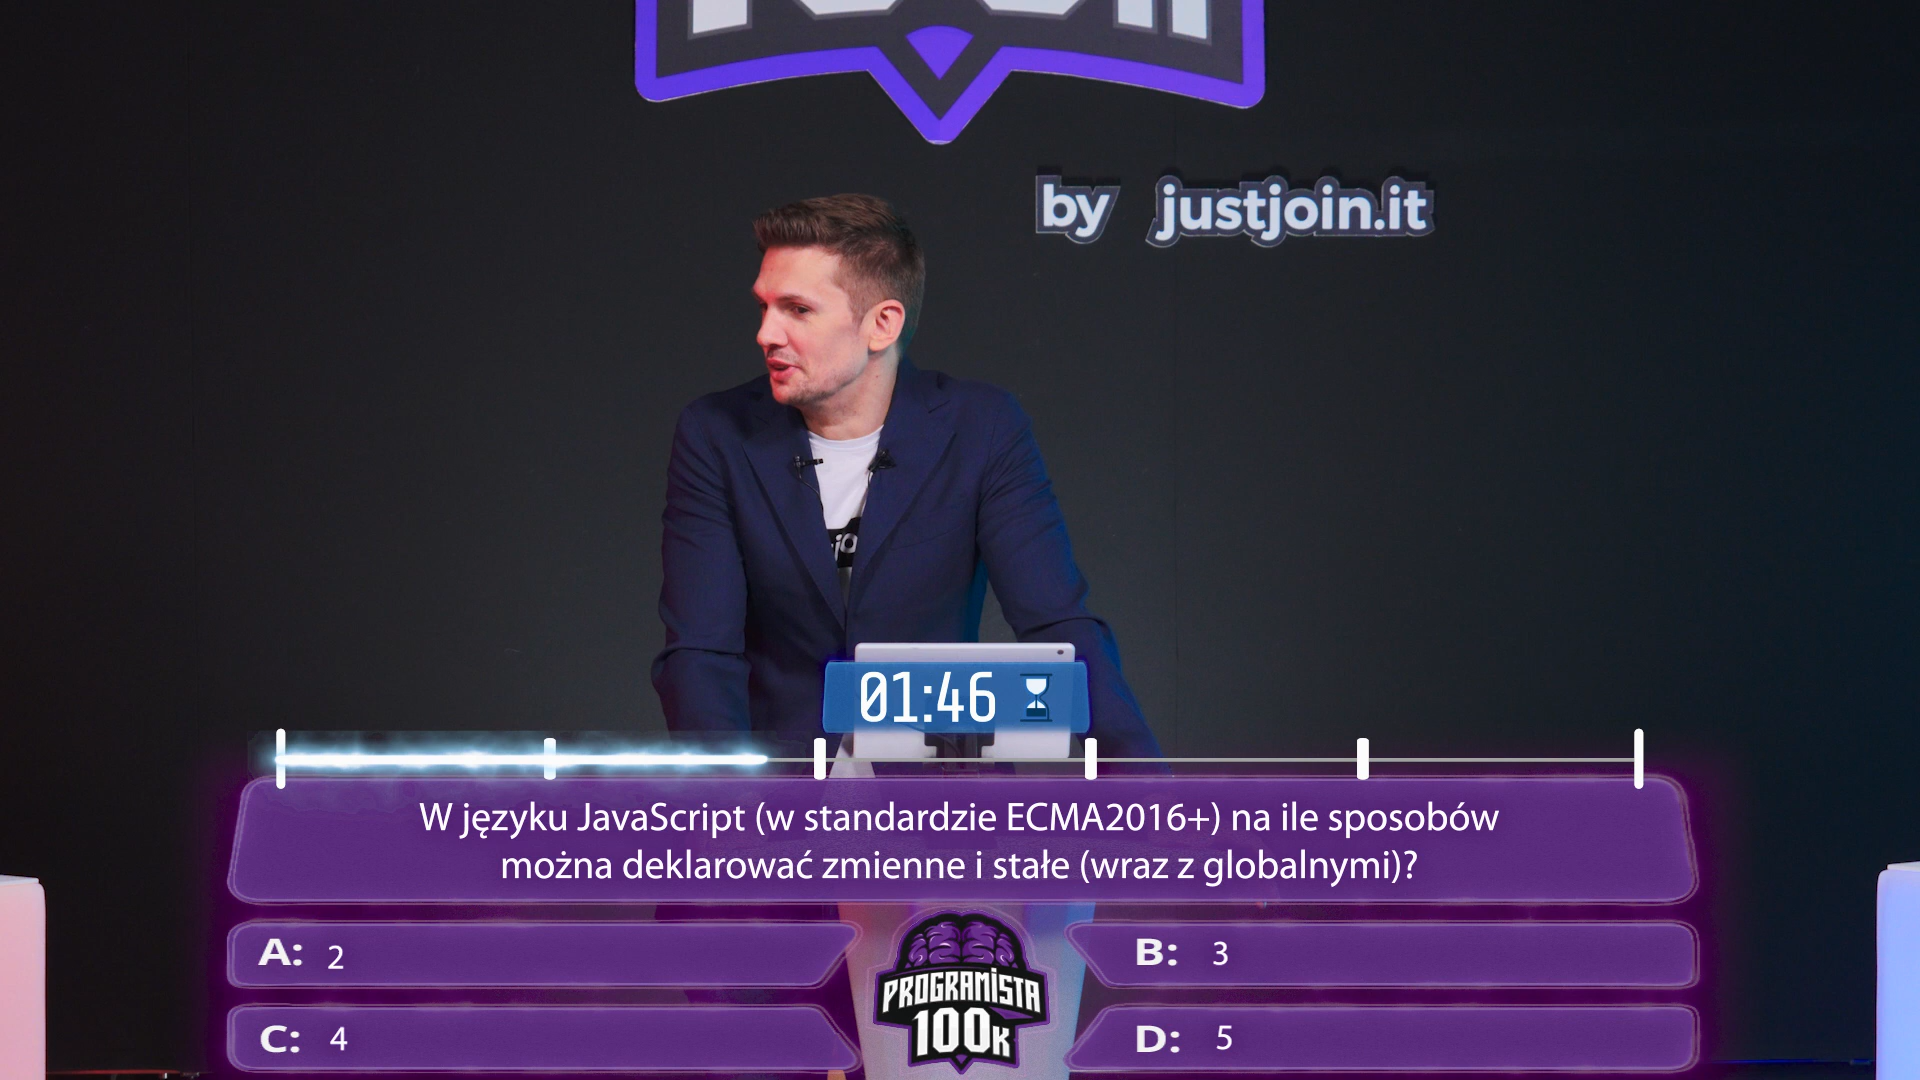 by justjoin.it
01:46
W języku JavaScript (w standardzie ECMA2016+) na ile sposobów
można deklarować zmienne i stałe (wraz z globalnymi)?
A: 2
B: 3
PROGRAMiSTA
100K
C: 4
D: 5